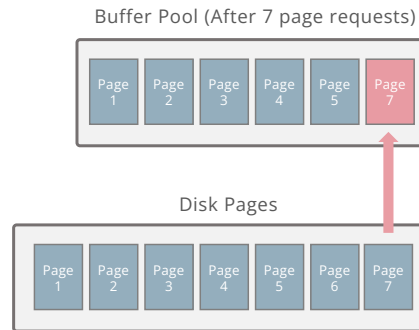 Buffer Pool (After 7 page requests)
Page Page Page Page Page Page
1 2 3 4 5 7
Disk Pages
Page Page Page Page Page Page Page
1 2 3 4 5 6 7